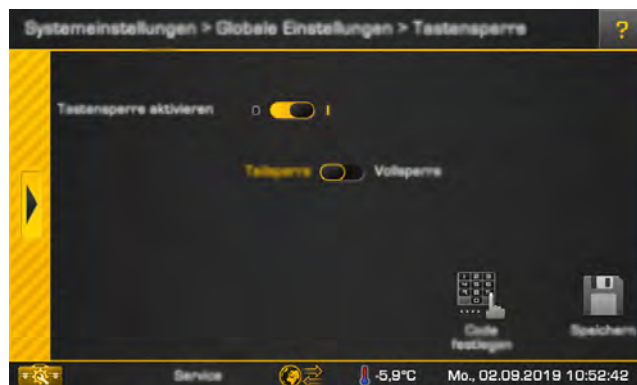 Systemeinstellungen > Globale Einstellungen > Tastensperre ?
Tastensperre aktivieren 0 I
Teilsperre Vollsperre
Code
festlegen
Speichern
Service -5,9°C Mo., 02.09.2019 10:52:42